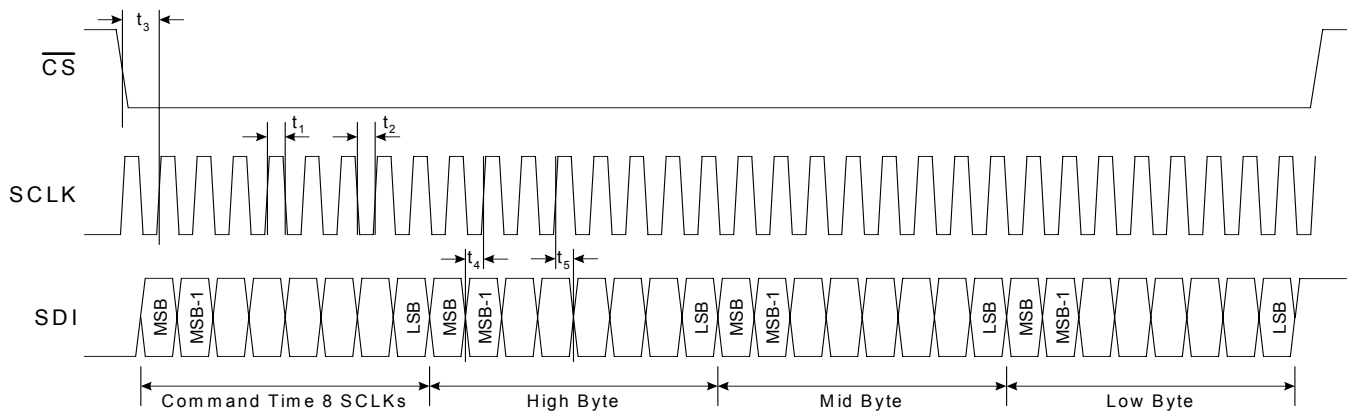 t3
CS
t1
t2
SCLK
t4
t5
SDI
MSB
MSB-1
LSB
MSB
MSB-1
LSB
MSB
MSB-1
LSB
MSB
MSB-1
LSB
Command Time 8 SCLKs
High Byte
Mid Byte
Low Byte